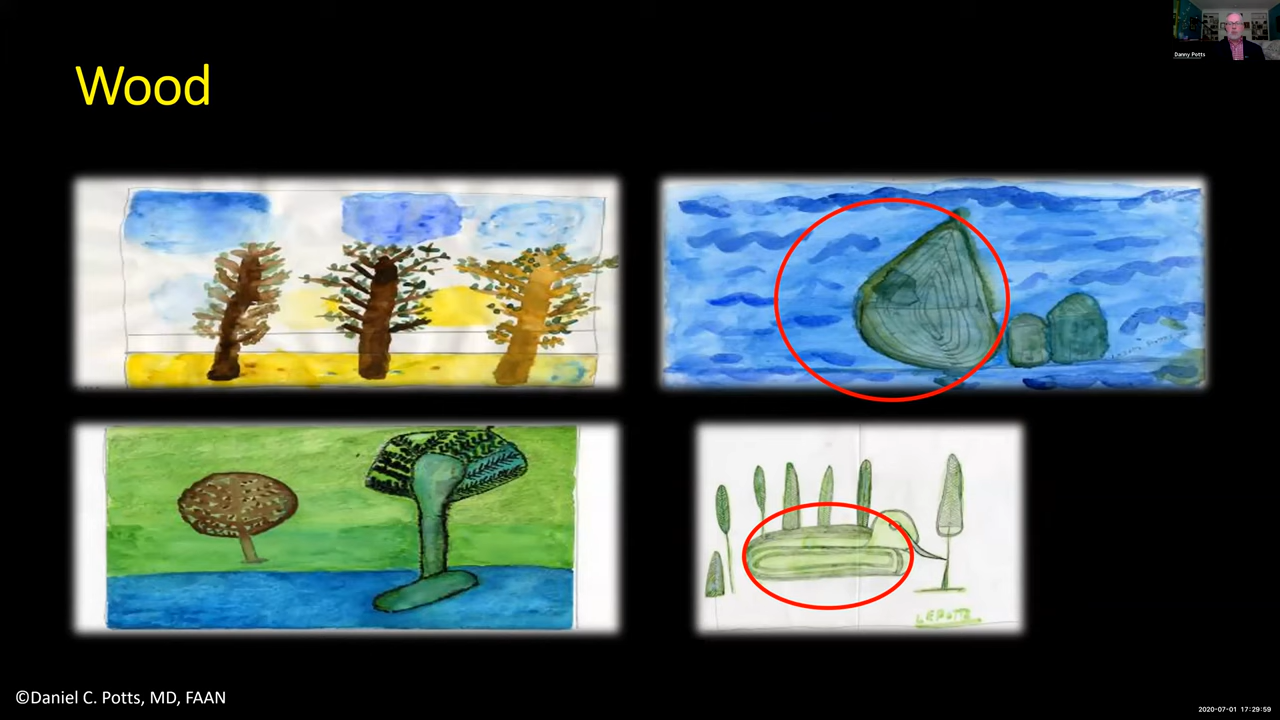 Danny Potts
Wood
LEPOTTS
©Daniel C. Potts, MD, FAAN
2020-07-01 17:29:59